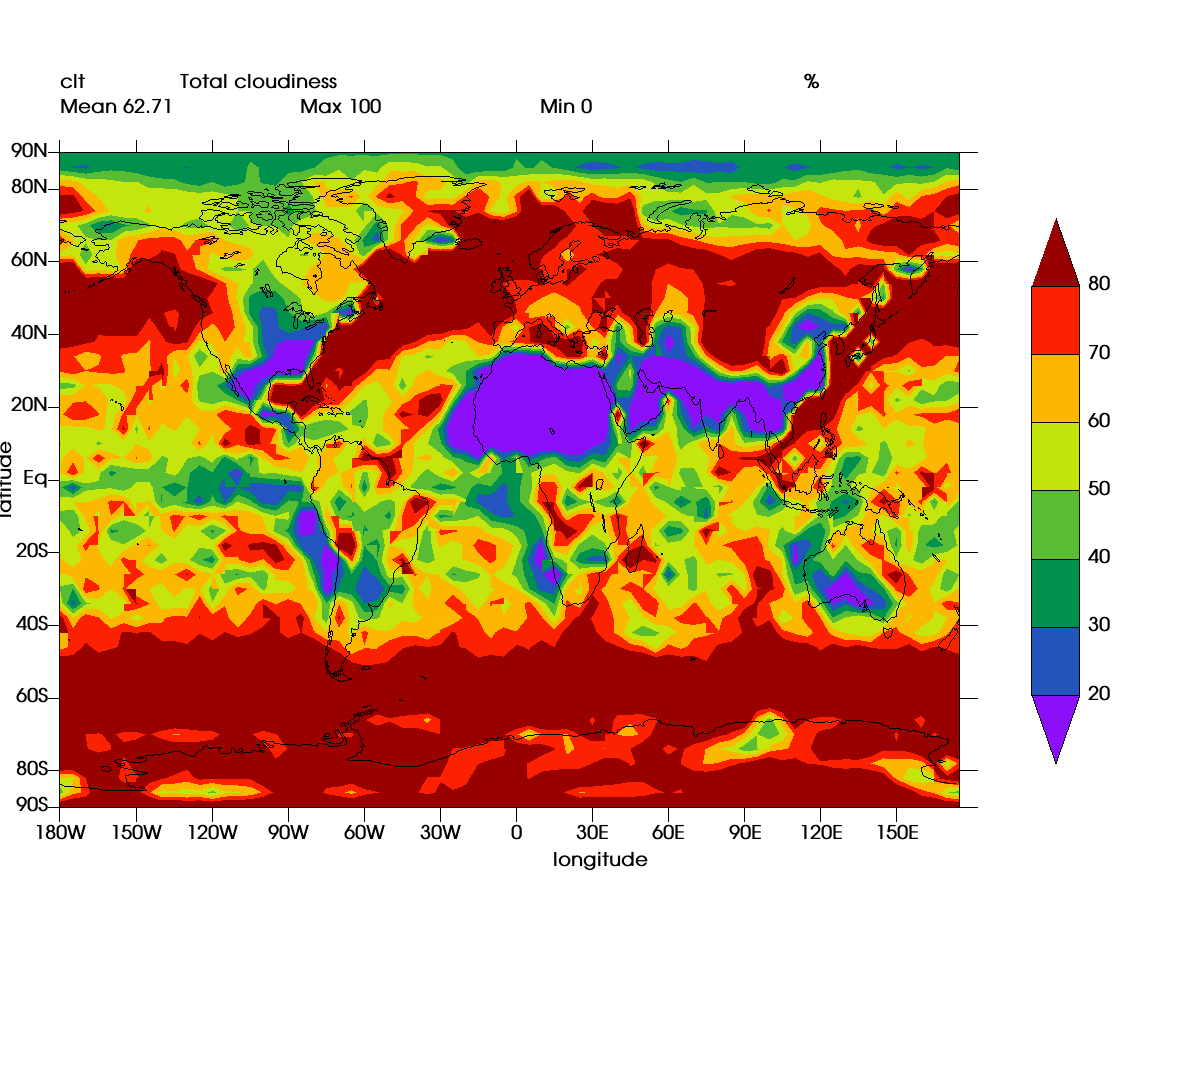 clt Total cloudiness %
Mean 62.71 Max 100 Min 0
90N
80N
60N
40N
20N
Eq
20S
40S
60S
80S
90S
latitude
180W 150W 120W 90W 60W 30W 0 30E 60E 90E 120E 150E
longitude
80
70
60
50
40
30
20